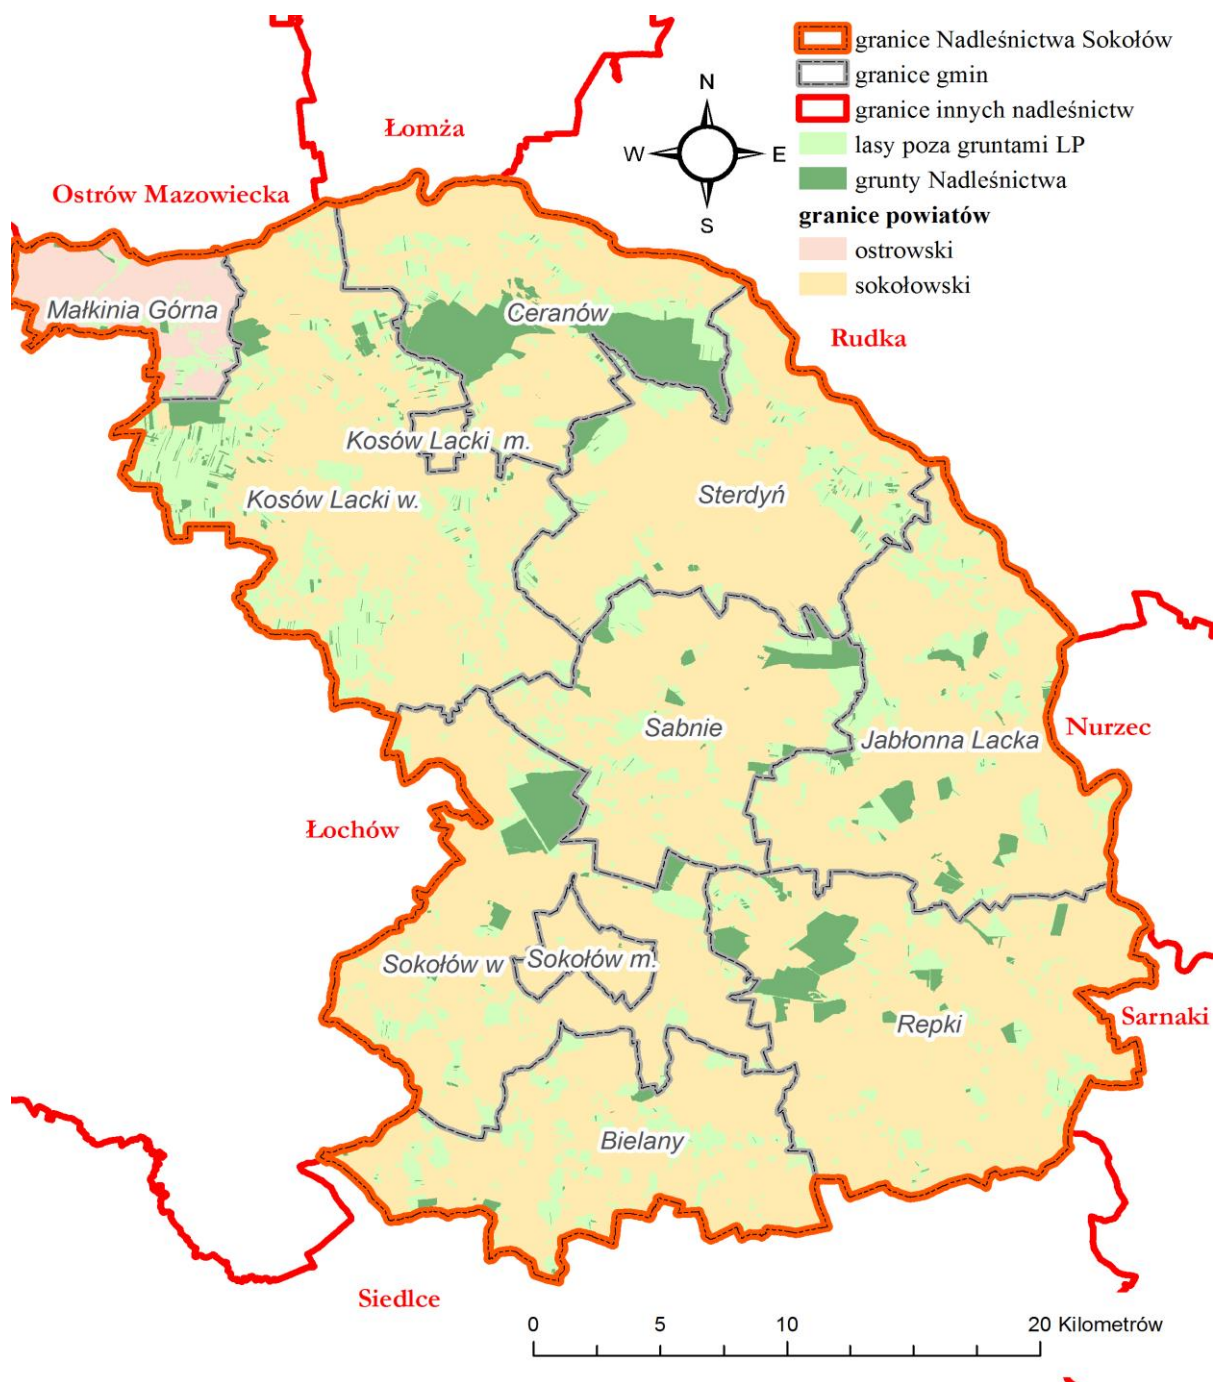 granice Nadleśnictwa Sokołów
granice gmin
granice innych nadleśnictw
lasy poza gruntami LP
grunty Nadleśnictwa
granice powiatów
ostrowski
sokołowski
N
W
E
S
Łomża
Ostrów Mazowiecka
Małkinia Górna
Ceranów
Rudka
Kosów Lacki m.
Kosów Lacki w.
Sterdyń
Sabnie
Jabłonna Lacka
Nurzec
Łochów
Sokołów w
Sokołów m.
Repki
Sarnaki
Bielany
Siedlce
0 5 10 20 Kilometrów